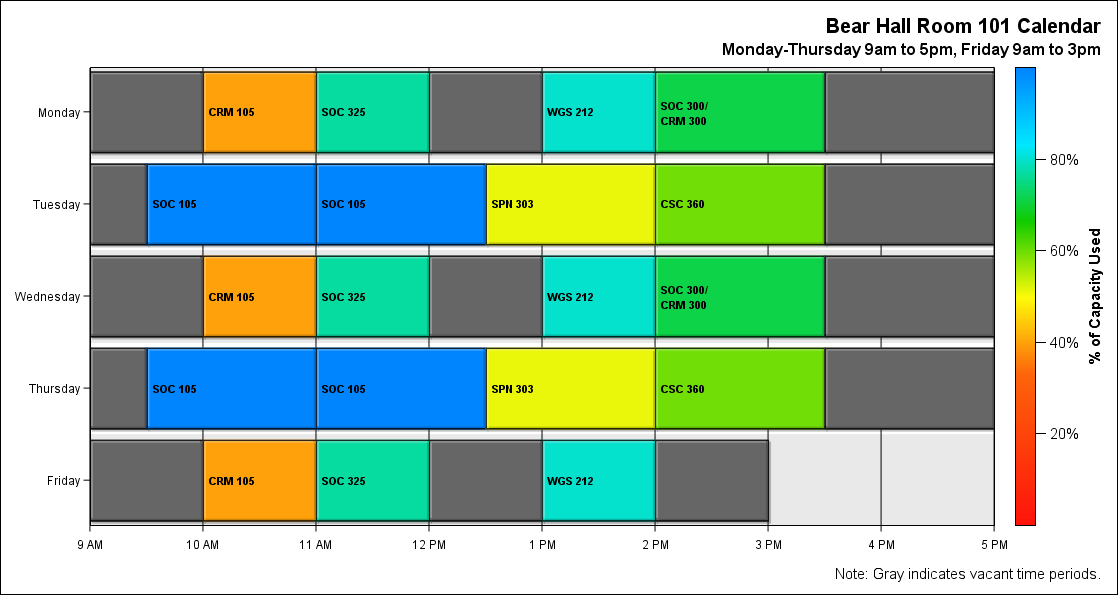 Bear Hall Room 101 Calendar
Monday-Thursday 9am to 5pm, Friday 9am to 3pm
Monday
CRM 105
SOC 325
WGS 212
SOC 300/
CRM 300
Tuesday
SOC 105
SOC 105
SPN 303
CSC 360
Wednesday
CRM 105
SOC 325
WGS 212
SOC 300/
CRM 300
Thursday
SOC 105
SOC 105
SPN 303
CSC 360
Friday
CRM 105
SOC 325
WGS 212
9 AM
10 AM
11 AM
12 PM
1 PM
2 PM
3 PM
4 PM
5 PM
80%
60%
40%
20%
% of Capacity Used
Note: Gray indicates vacant time periods.